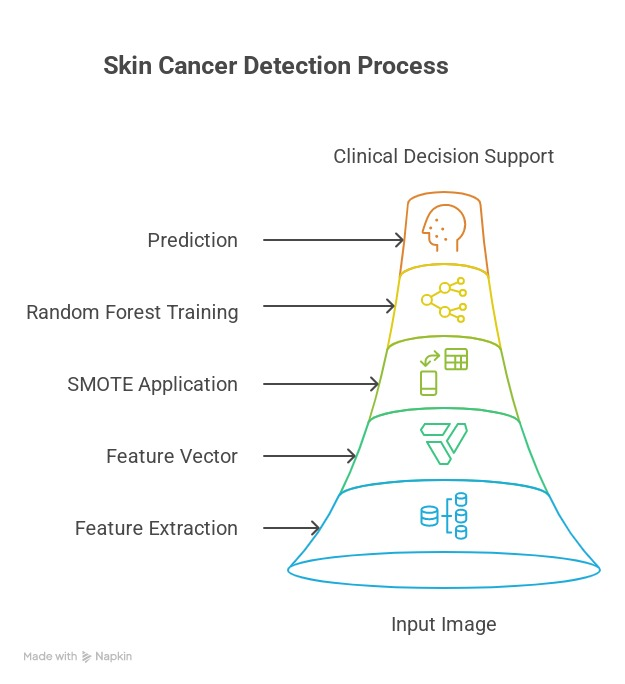 Skin Cancer Detection Process
Clinical Decision Support
Prediction
Random Forest Training
SMOTE Application
Feature Vector
Feature Extraction
Input Image
Made with Napkin